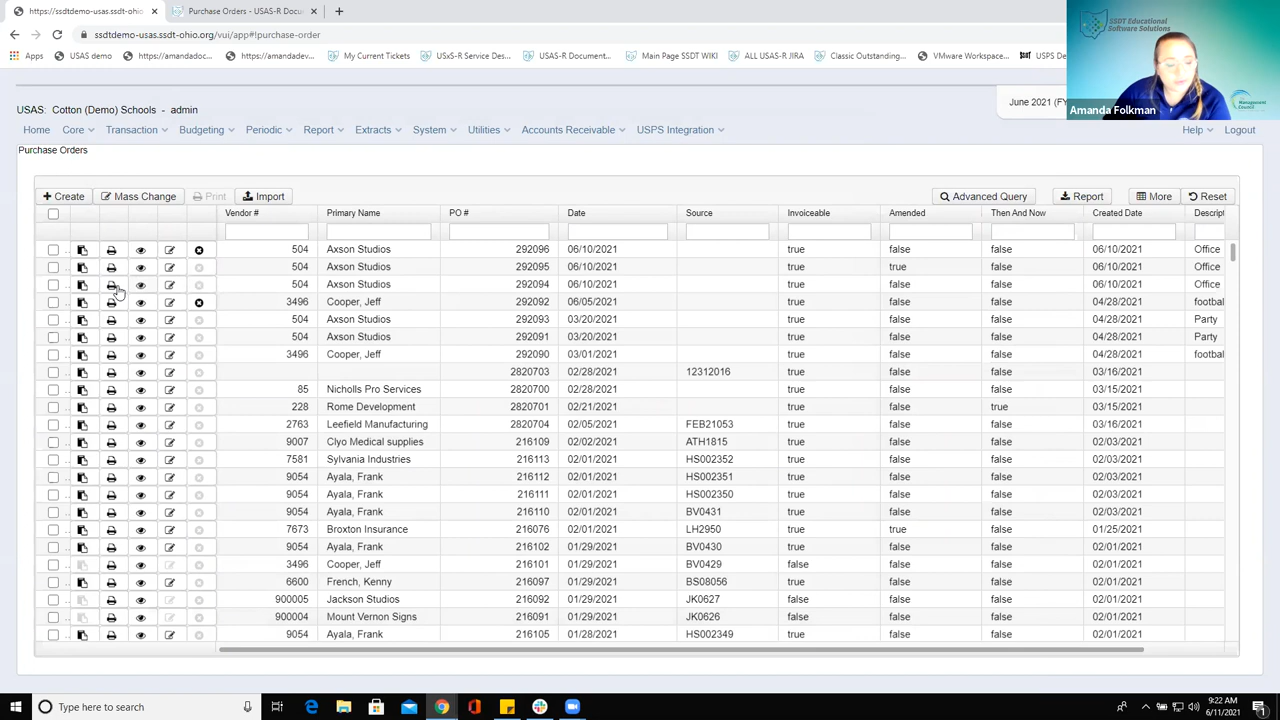 https://ssdtdemo-usas.ssdt-ohio
Purchase Orders - USAS-R Docu
ssdtdemo-usas.ssdt-ohio.org/vui/app#!purchase-order
Apps USAS demo https://amandadoc... https://amandadev... My Current Tickets USxS-R Service Des... USAS-R Document... Main Page SSDT WIKI ALL USAS-R JIRA Classic Outstanding... VMware Workspace... USPS De
SSDT Educational
Software Solutions
Management
Council
Amanda Folkman
USAS: Cotton (Demo) Schools - admin
June 2021 (FY
Home Core Transaction Budgeting Periodic Report Extracts System Utilities Accounts Receivable USPS Integration Help Logout
Purchase Orders
Create Mass Change Print Import Advanced Query Report More Reset
Vendor # Primary Name PO # Date Source Invoiceable Amended Then And Now Created Date Descript
504 Axson Studios 292096 06/10/2021 true false false 06/10/2021 Office
504 Axson Studios 292095 06/10/2021 true true false 06/10/2021 Office
504 Axson Studios 292094 06/10/2021 true false false 06/10/2021 Office
3496 Cooper, Jeff 292092 06/05/2021 true false false 04/28/2021 footbal
504 Axson Studios 292093 03/20/2021 true false false 04/28/2021 Party
504 Axson Studios 292091 03/20/2021 true false false 04/28/2021 Party
3496 Cooper, Jeff 292090 03/01/2021 true false false 04/28/2021 footbal
2820703 02/28/2021 12312016 true false false 03/16/2021
85 Nicholls Pro Services 2820700 02/28/2021 true false false 03/15/2021
228 Rome Development 2820701 02/21/2021 true false true 03/15/2021
2763 Leefield Manufacturing 2820704 02/05/2021 FEB21053 true false false 03/16/2021
9007 Clyo Medical supplies 216109 02/02/2021 ATH1815 true false false 02/03/2021
7581 Sylvania Industries 216113 02/01/2021 HS002352 true false false 02/03/2021
9054 Ayala, Frank 216112 02/01/2021 HS002351 true false false 02/03/2021
9054 Ayala, Frank 216111 02/01/2021 HS002350 true false false 02/03/2021
9054 Ayala, Frank 216110 02/01/2021 BV0431 true false false 02/03/2021
7673 Broxton Insurance 216076 02/01/2021 LH2950 true true false 01/25/2021
9054 Ayala, Frank 216102 01/29/2021 BV0430 true false false 02/01/2021
3496 Cooper, Jeff 216101 01/29/2021 BV0429 false false false 02/01/2021
6600 French, Kenny 216097 01/29/2021 BS08056 true false false 02/01/2021
900005 Jackson Studios 216092 01/29/2021 JK0627 false false false 02/01/2021
900004 Mount Vernon Signs 216091 01/29/2021 JK0626 false false false 02/01/2021
9054 Ayala, Frank 216105 01/28/2021 HS002349 true false false 02/01/2021
Type here to search
9:22 AM
6/11/2021